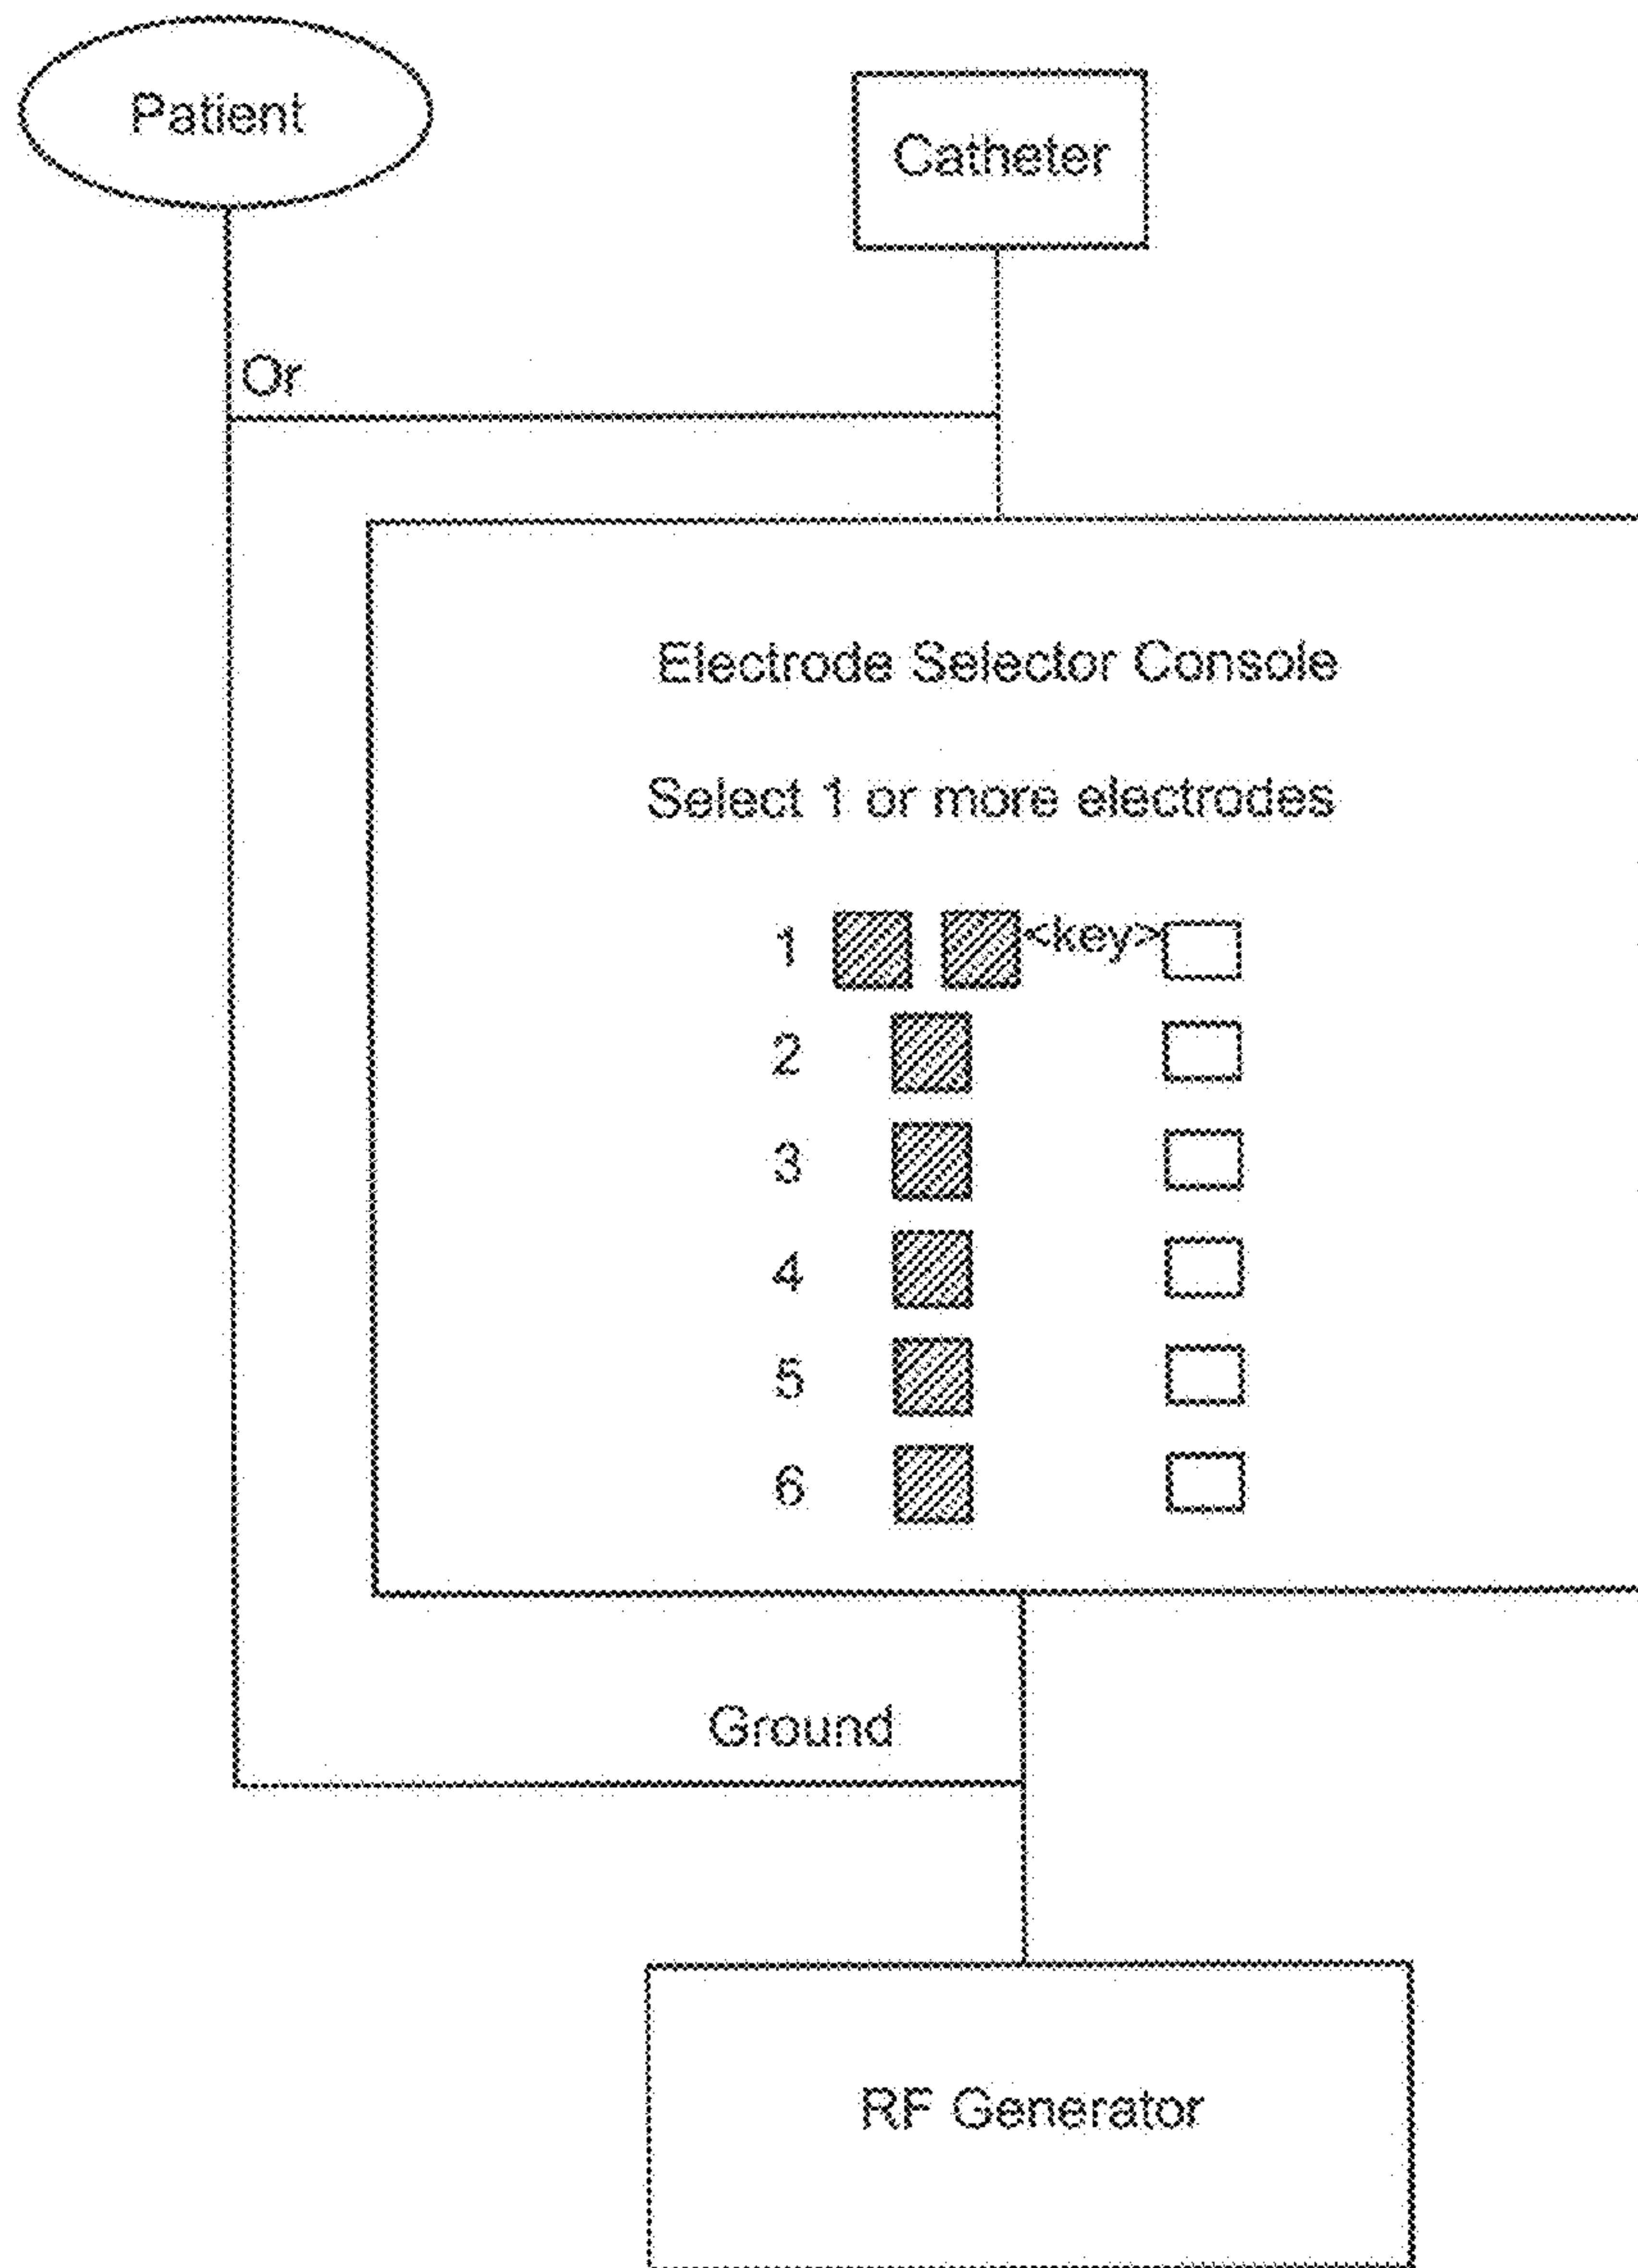 Patient
Catheter
Or
Electrode Selector Console
Select 1 or more electrodes
1 <key>
2
3
4
5
6
Ground
RF Generator